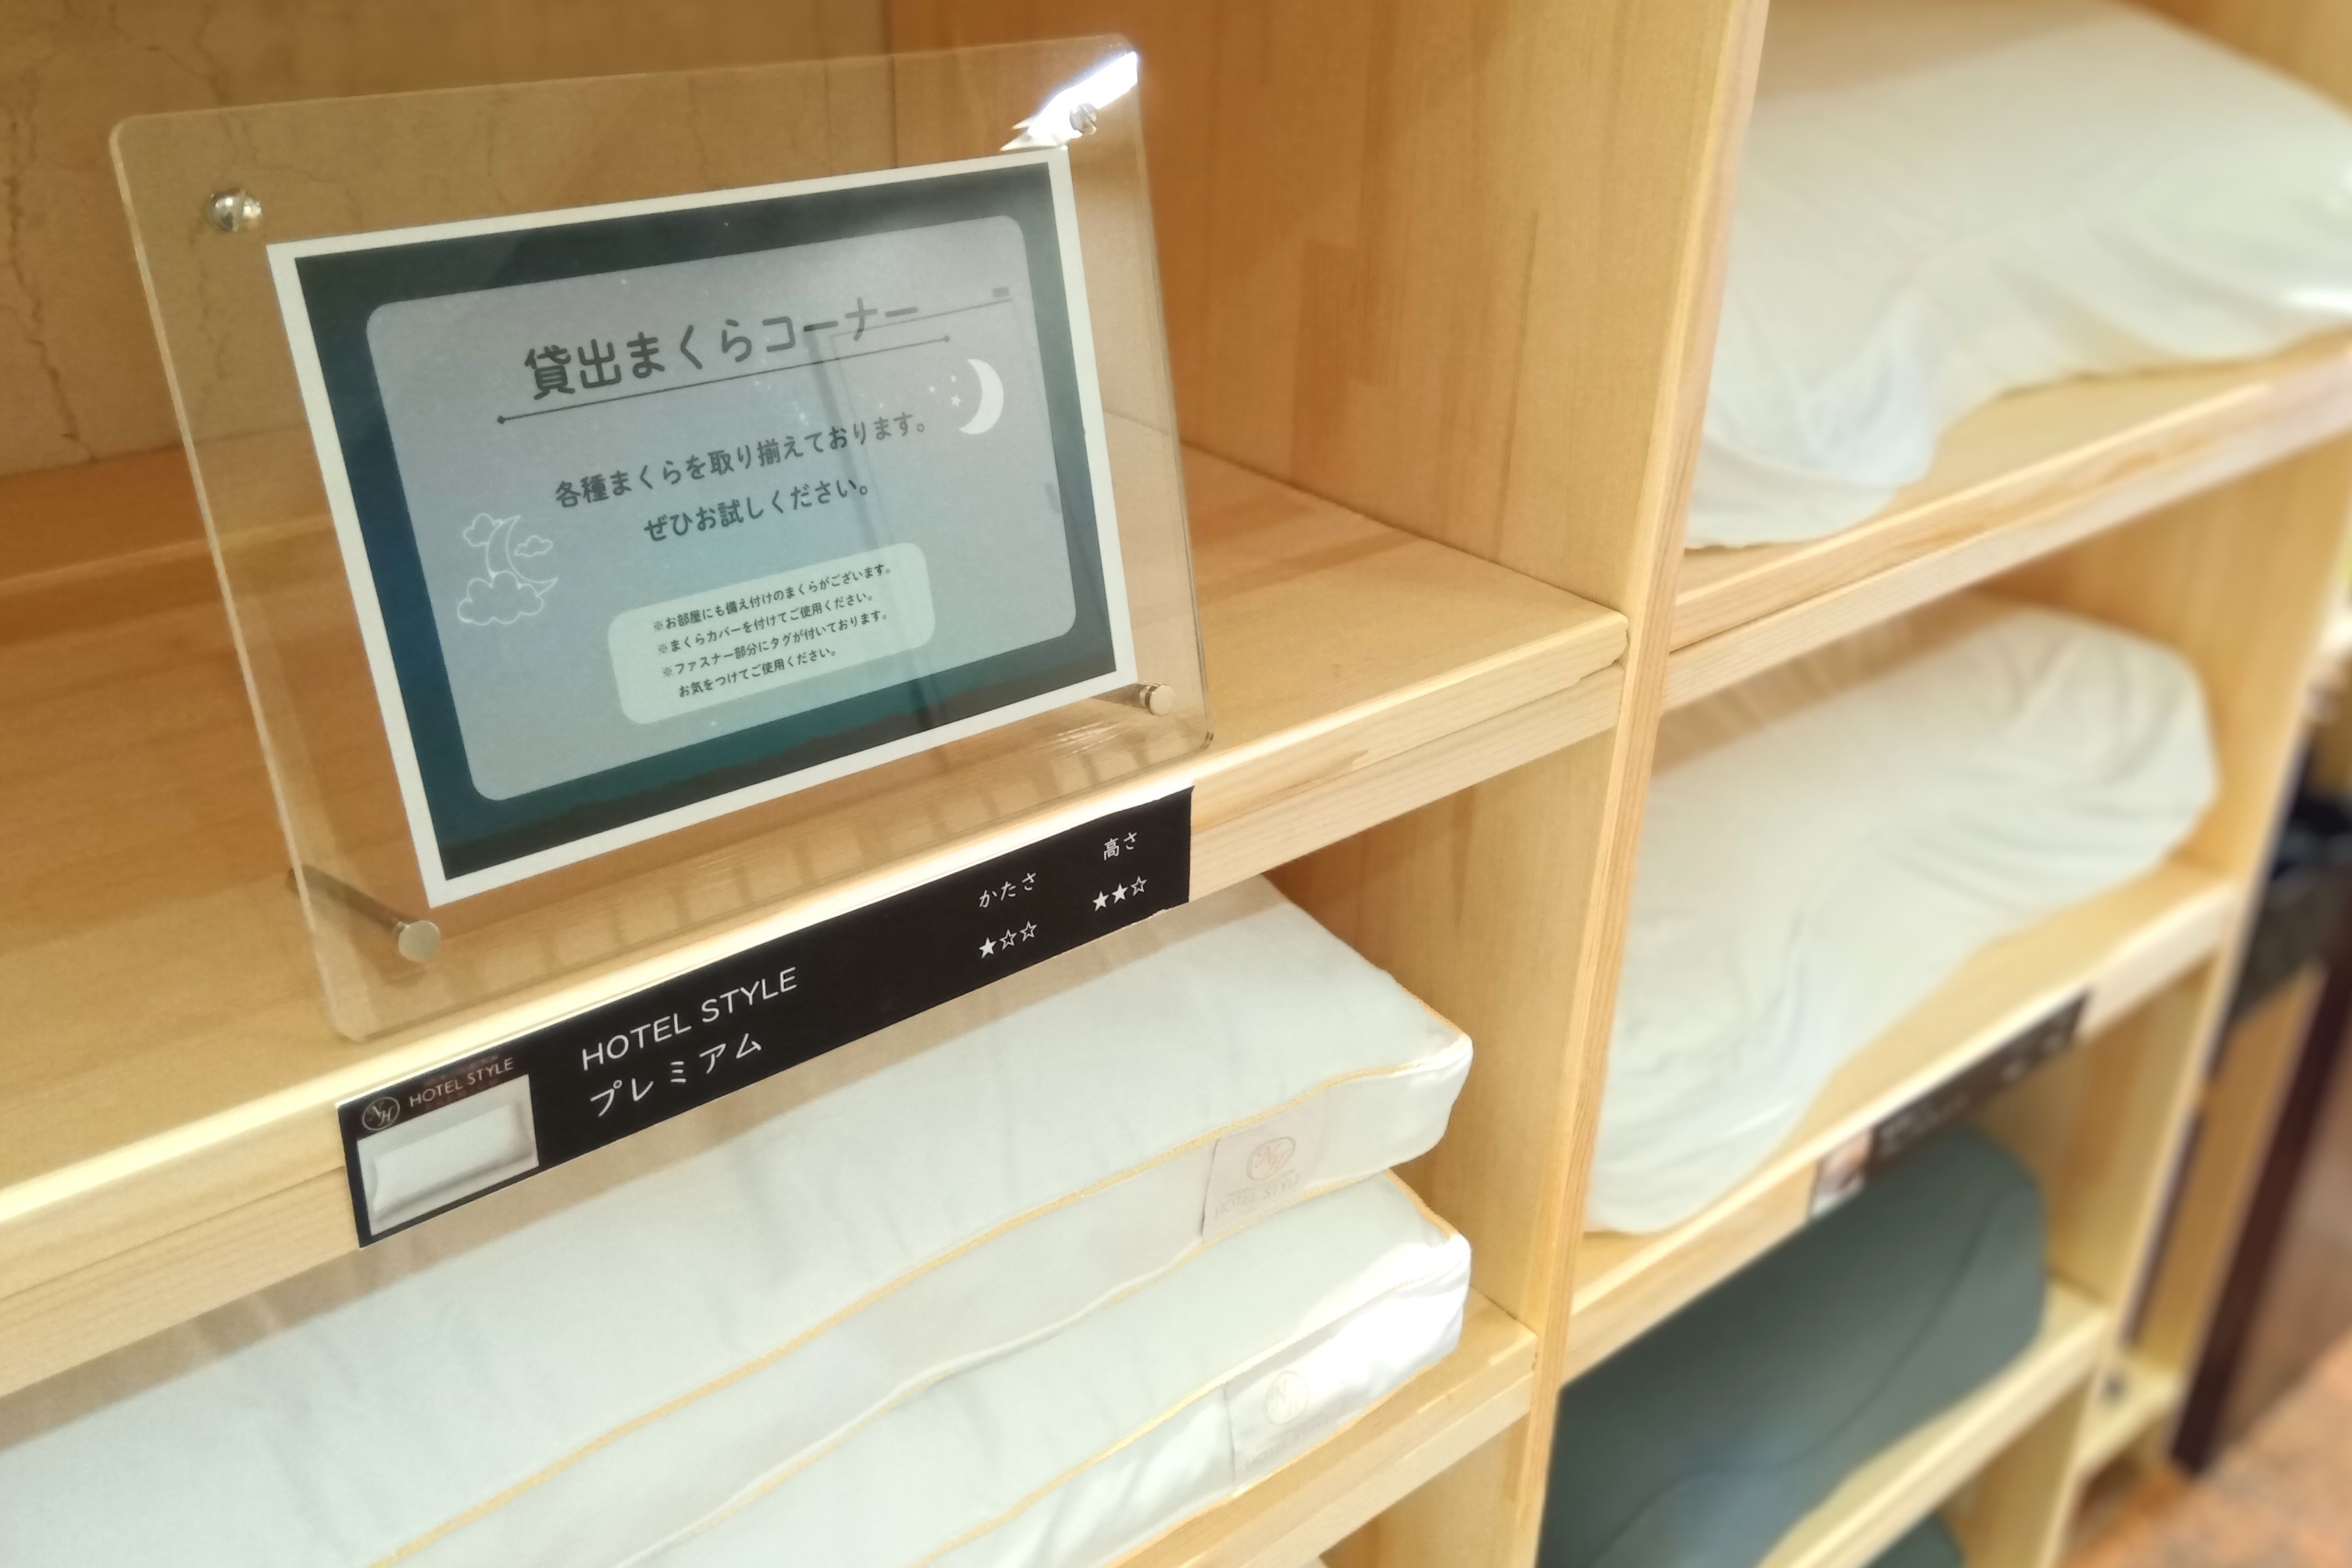 貸出まくらコーナー
各種まくらを取り揃えております。
ぜひお試しください。
※お部屋にも備え付けのまくらがございます。
※まくらカバーを付けてご使用ください。
※ファスナー部分にタグが付いております。
お気をつけてご使用ください。
HOTEL STYLE
プレミアム
かたさ
★☆☆
高さ
★★☆
NH
HOTEL STYLE
HOTEL STYLE